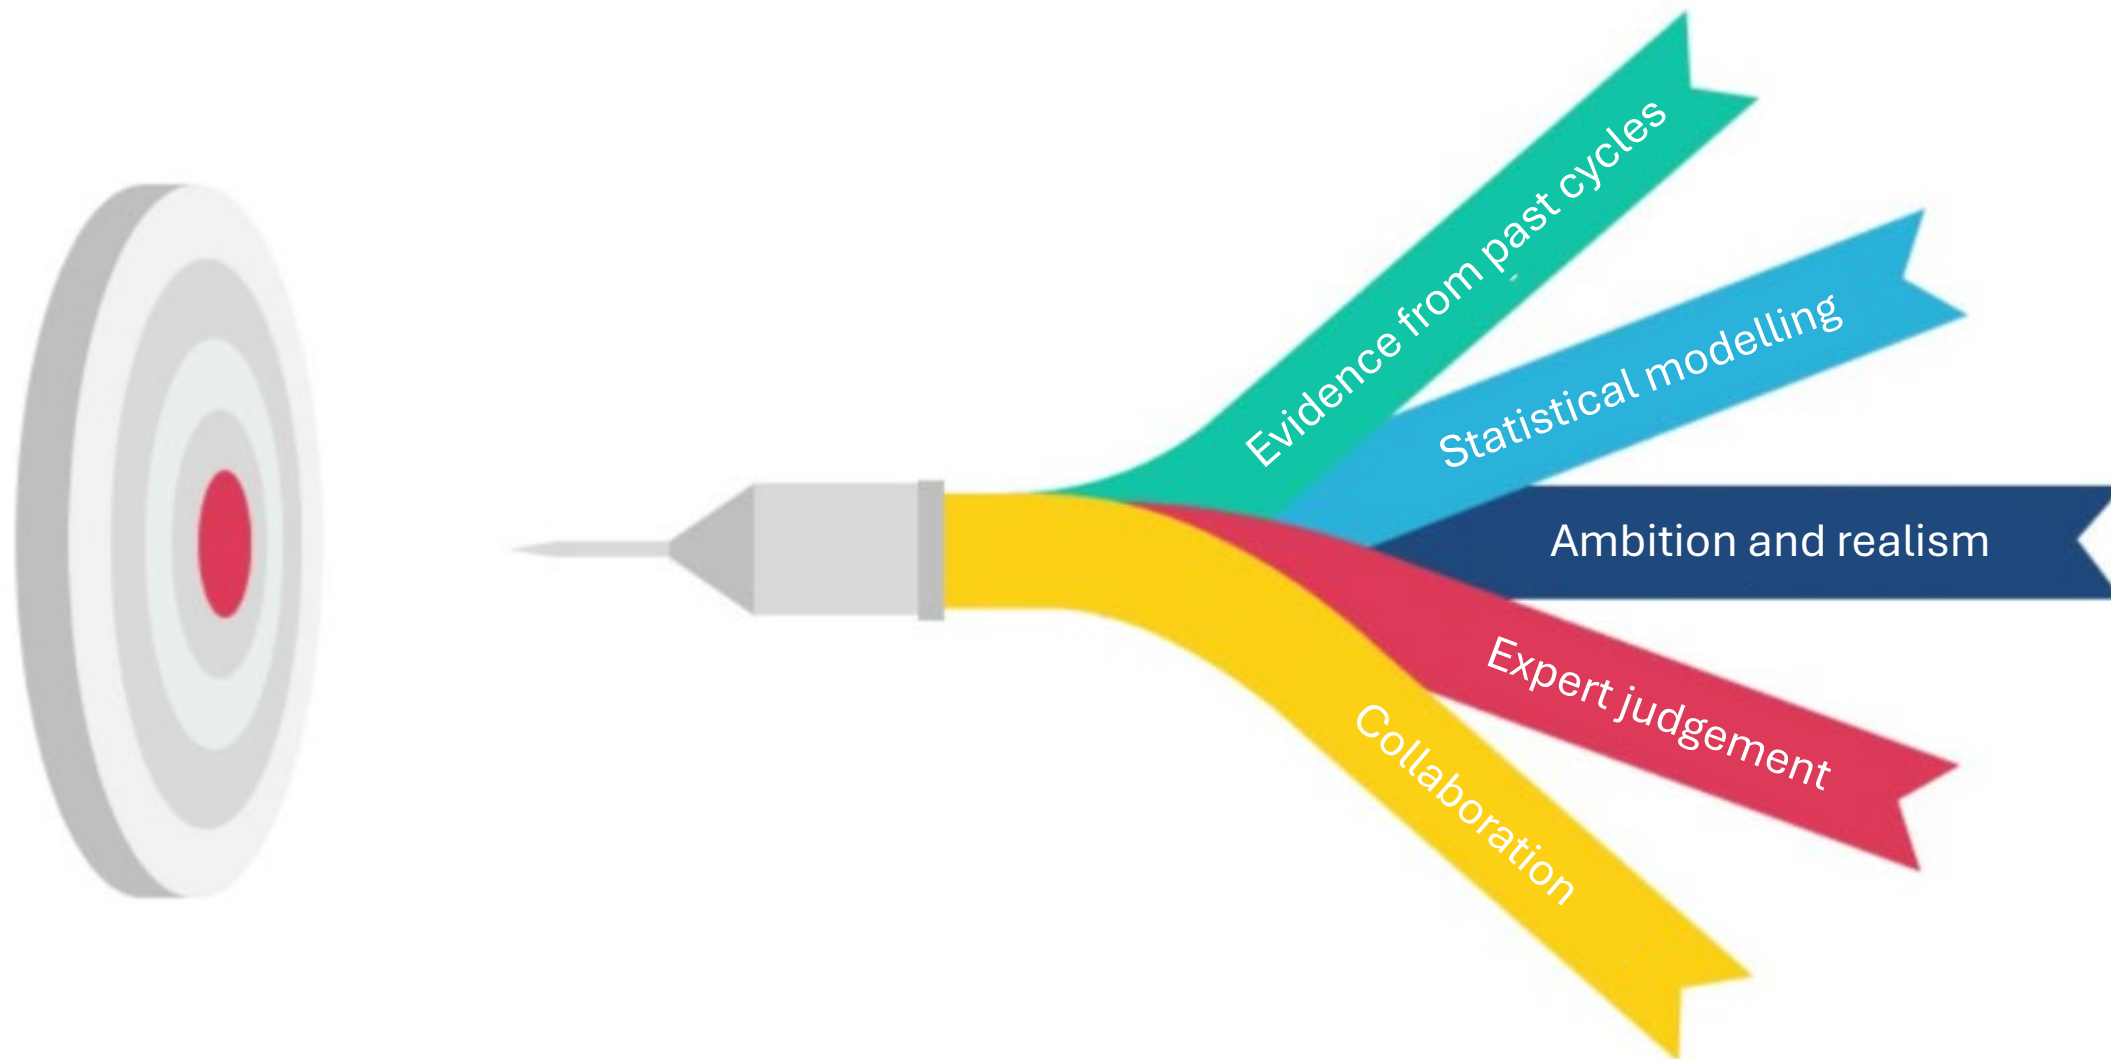 Evidence from past cycles
Statistical modelling
Ambition and realism
Expert judgement
Collaboration